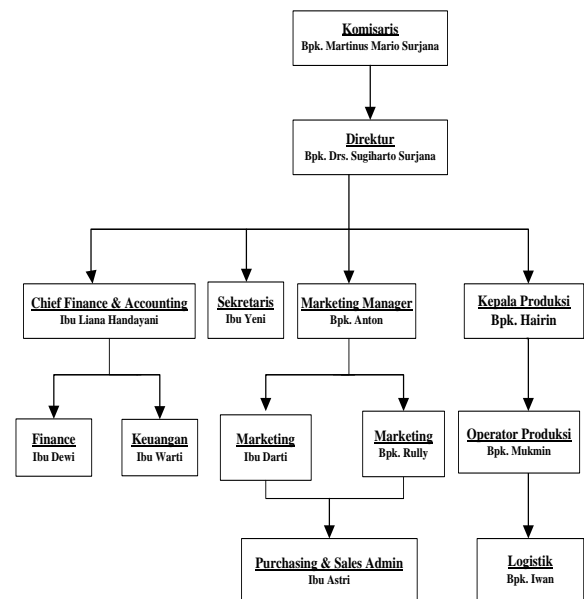 Komisaris
Bpk. Martinus Mario Surjana
Direktur
Bpk. Drs. Sugiharto Surjana
Chief Finance & Accounting
Ibu Liana Handayani
Sekretaris
Ibu Yeni
Marketing Manager
Bpk. Anton
Kepala Produksi
Bpk. Hairin
Finance
Ibu Dewi
Keuangan
Ibu Warti
Marketing
Ibu Darti
Marketing
Bpk. Rully
Operator Produksi
Bpk. Mukmin
Purchasing & Sales Admin
Ibu Astri
Logistik
Bpk. Iwan